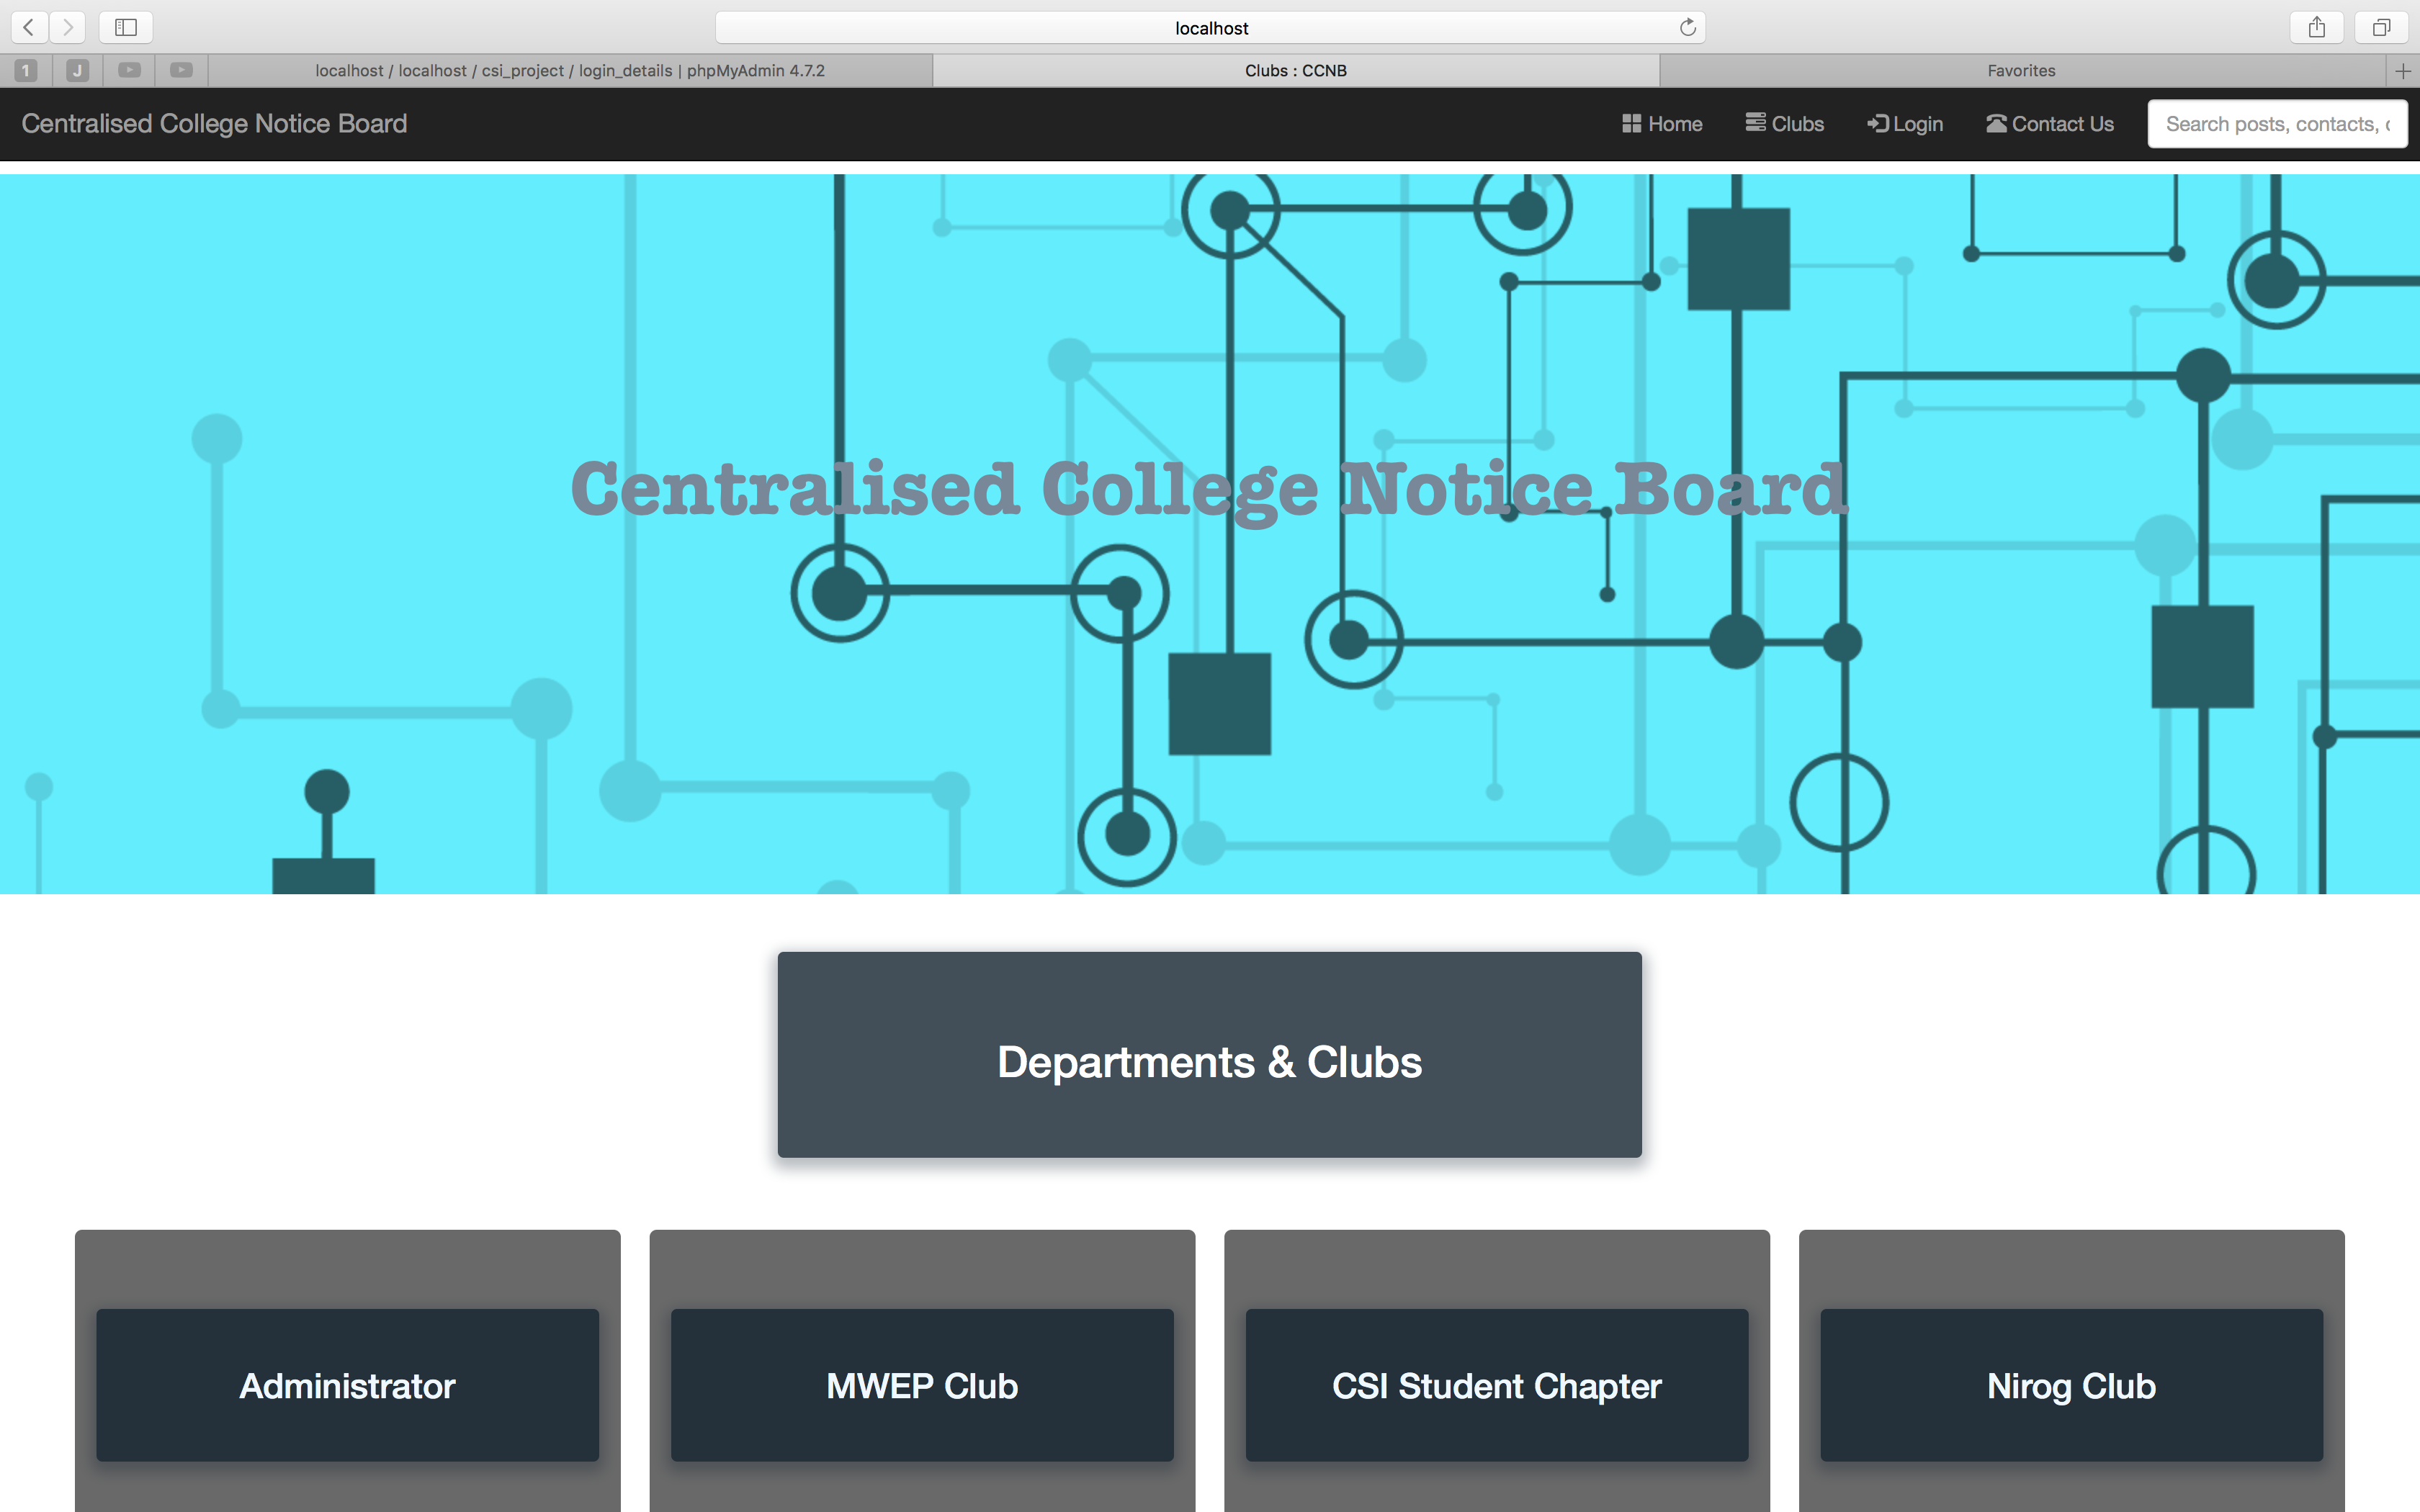 localhost
1
J
localhost / localhost / csi_project / login_details | phpMyAdmin 4.7.2
Clubs : CCNB
Favorites
Centralised College Notice Board
Home
Clubs
Login
Contact Us
Search posts, contacts,
Centralised College Notice Board
Departments & Clubs
Administrator
MWEP Club
CSI Student Chapter
Nirog Club